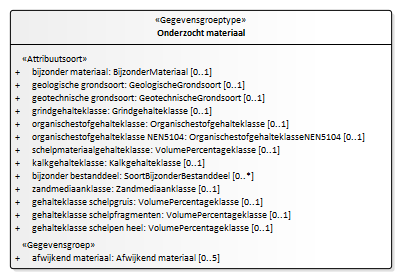 «Gegevensgroeptype»
Onderzocht materiaal
«Attribuutsoort»
+ bijzonder materiaal: BijzonderMateriaal [0..1]
+ geologische grondsoort: GeologischeGrondsoort [0..1]
+ geotechnische grondsoort: GeotechnischeGrondsoort [0..1]
+ grindgehalteklasse: Grindgehalteklasse [0..1]
+ organischestofgehalteklasse: Organischestofgehalteklasse [0..1]
+ organischestofgehalteklasse NEN5104: OrganischestofgehalteklasseNEN5104 [0..1]
+ schelpmateriaalgehalteklasse: VolumePercentageklasse [0..1]
+ kalkgehalteklasse: Kalkgehalteklasse [0..1]
+ bijzonder bestanddeel: SoortBijzonderBestanddeel [0..*]
+ zandmediaanklasse: Zandmediaanklasse [0..1]
+ gehalteklasse schelpgruis: VolumePercentageklasse [0..1]
+ gehalteklasse schelpfragmenten: VolumePercentageklasse [0..1]
+ gehalteklasse schelpen heel: VolumePercentageklasse [0..1]
«Gegevensgroep»
+ afwijkend materiaal: Afwijkend materiaal [0..5]